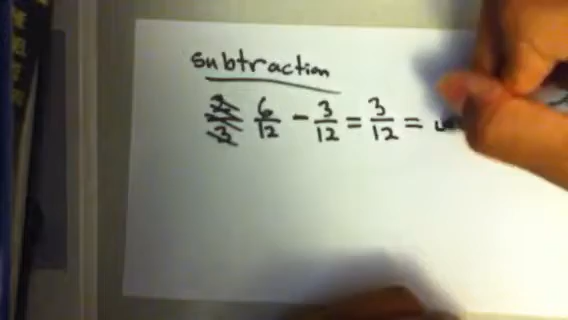 subtraction
6/12 - 3/12 = 3/12 =